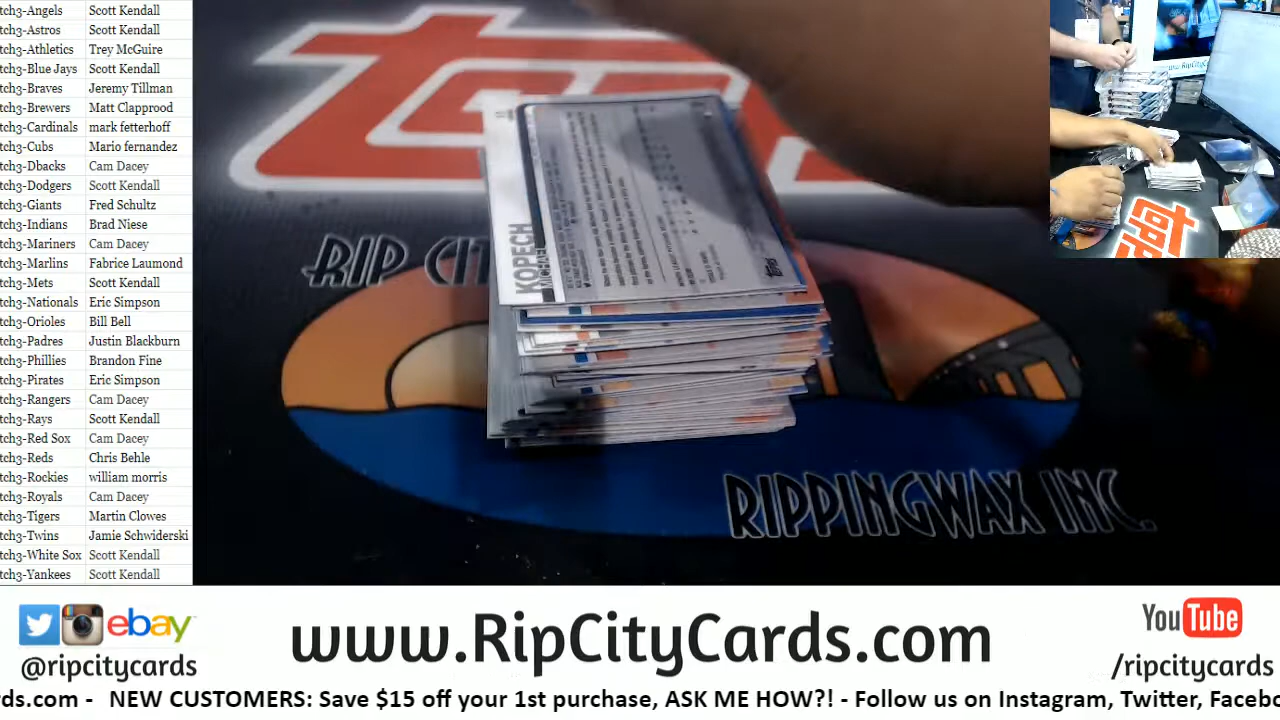 tch3-Angels Scott Kendall
tch3-Astros Scott Kendall
tch3-Athletics Trey McGuire
tch3-Blue Jays Scott Kendall
tch3-Braves Jeremy Tillman
tch3-Brewers Matt Clapprood
tch3-Cardinals mark fetterhoff
tch3-Cubs Mario fernandez
tch3-Dbacks Cam Dacey
tch3-Dodgers Scott Kendall
tch3-Giants Fred Schultz
tch3-Indians Brad Niese
tch3-Mariners Cam Dacey
tch3-Marlins Fabrice Laumond
tch3-Mets Scott Kendall
tch3-Nationals Eric Simpson
tch3-Orioles Bill Bell
tch3-Padres Justin Blackburn
tch3-Phillies Brandon Fine
tch3-Pirates Eric Simpson
tch3-Rangers Cam Dacey
tch3-Rays Scott Kendall
tch3-Red Sox Cam Dacey
tch3-Reds Chris Behle
tch3-Rockies william morris
tch3-Royals Cam Dacey
tch3-Tigers Martin Clowes
tch3-Twins Jamie Schwiderski
tch3-White Sox Scott Kendall
tch3-Yankees Scott Kendall
KOPECH
MICHAEL
topps
RIP CIT
RIPPINGWAX INC.
ebay
@ripcitycards
www.RipCityCards.com
YouTube
/ripcitycards
rds.com - NEW CUSTOMERS: Save $15 off your 1st purchase, ASK ME HOW?! - Follow us on Instagram, Twitter, Facebo